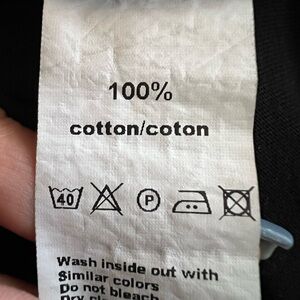 100%
cotton/coton
40 P
Wash inside out with
Similar colors
Do not bleach